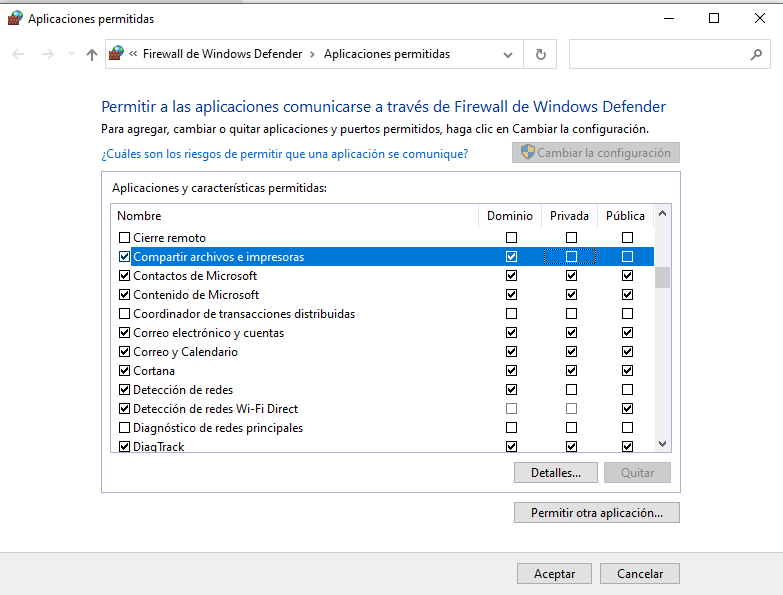 Aplicaciones permitidas
« Firewall de Windows Defender › Aplicaciones permitidas
Permitir a las aplicaciones comunicarse a través de Firewall de Windows Defender
Para agregar, cambiar o quitar aplicaciones y puertos permitidos, haga clic en Cambiar la configuración.
¿Cuáles son los riesgos de permitir que una aplicación se comunique?
Cambiar la configuración
Aplicaciones y características permitidas:
Nombre Dominio Privada Pública
Cierre remoto
Compartir archivos e impresoras
Contactos de Microsoft
Contenido de Microsoft
Coordinador de transacciones distribuidas
Correo electrónico y cuentas
Correo y Calendario
Cortana
Detección de redes
Detección de redes Wi-Fi Direct
Diagnóstico de redes principales
DiagTrack
Detalles... Quitar
Permitir otra aplicación...
Aceptar Cancelar